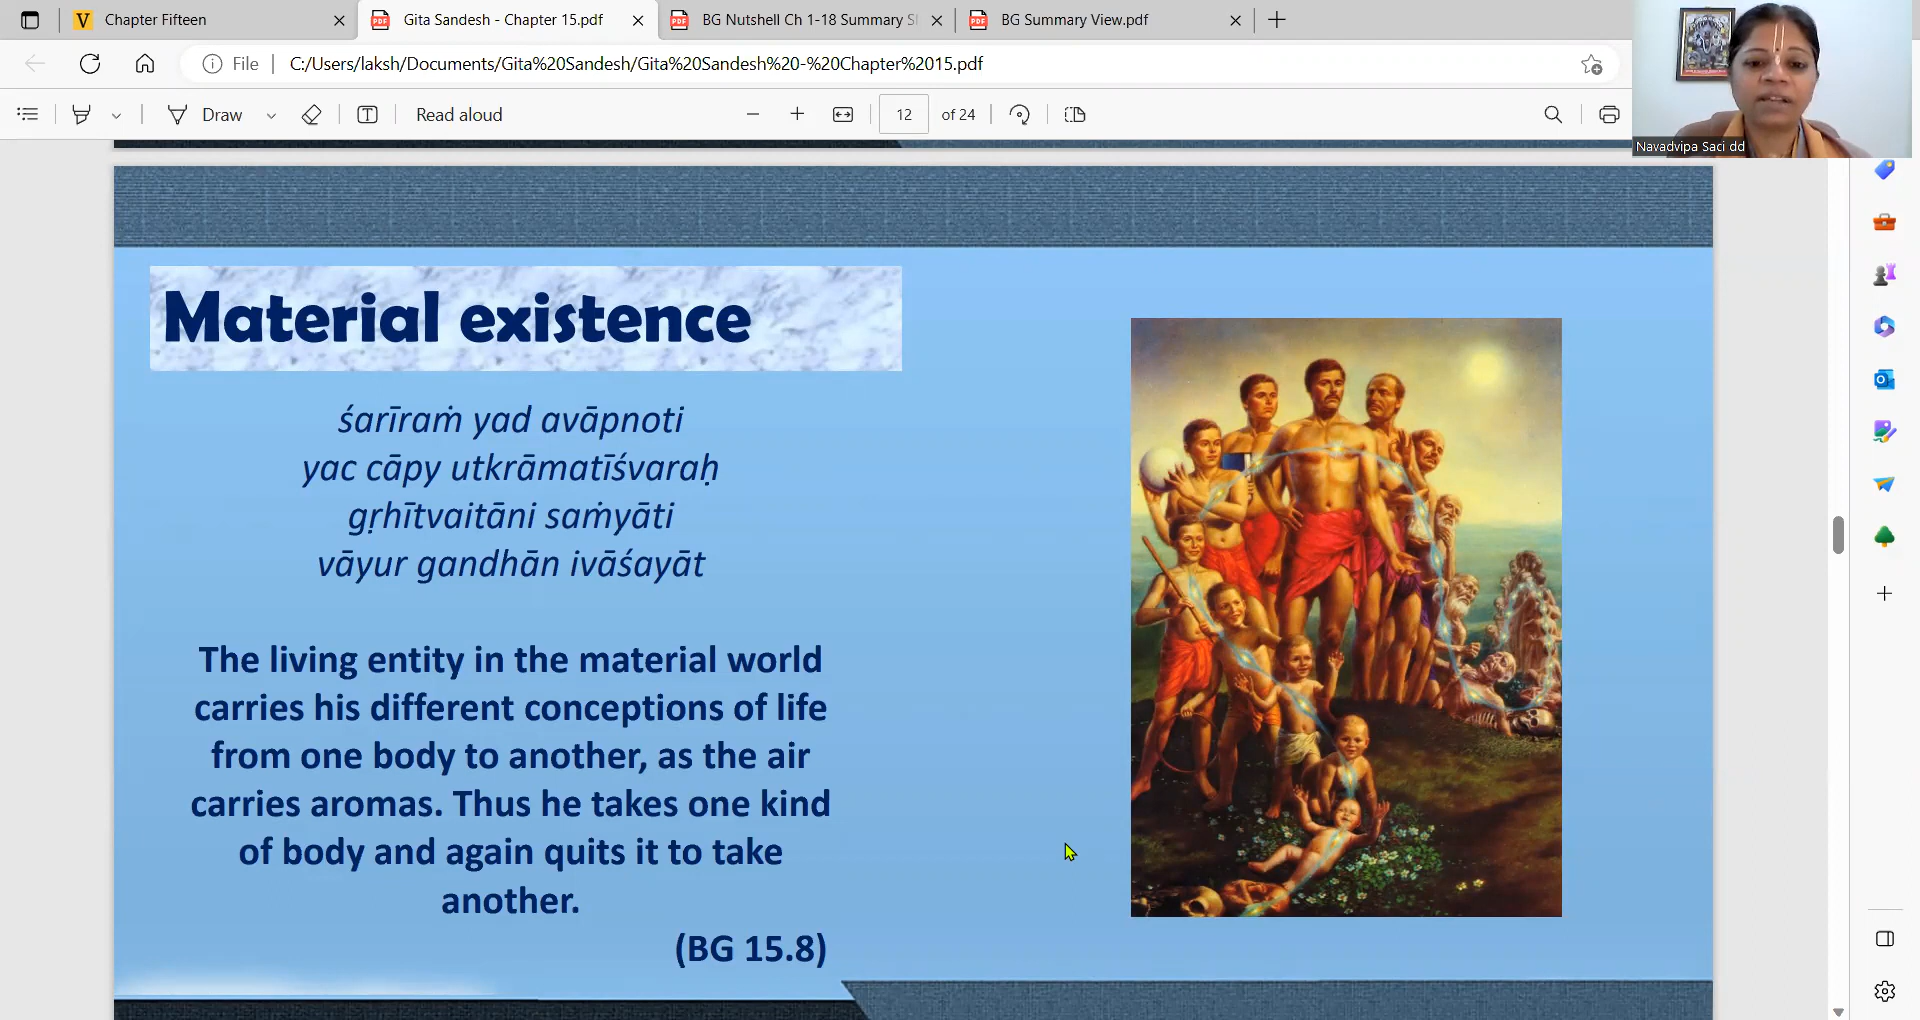 Chapter Fifteen
Gita Sandesh - Chapter 15.pdf
BG Nutshell Ch 1-18 Summary S
BG Summary View.pdf
File
C:/Users/laksh/Documents/Gita%20Sandesh/Gita%20Sandesh%20-%20Chapter%2015.pdf
Draw
Read aloud
12
of 24
Navadvipa Saci dd
Material existence
śarīraṁ yad avāpnoti
yac cāpy utkrāmatīśvaraḥ
gṛhītvaitāni saṁyāti
vāyur gandhān ivāśayāt
The living entity in the material world
carries his different conceptions of life
from one body to another, as the air
carries aromas. Thus he takes one kind
of body and again quits it to take
another.
(BG 15.8)